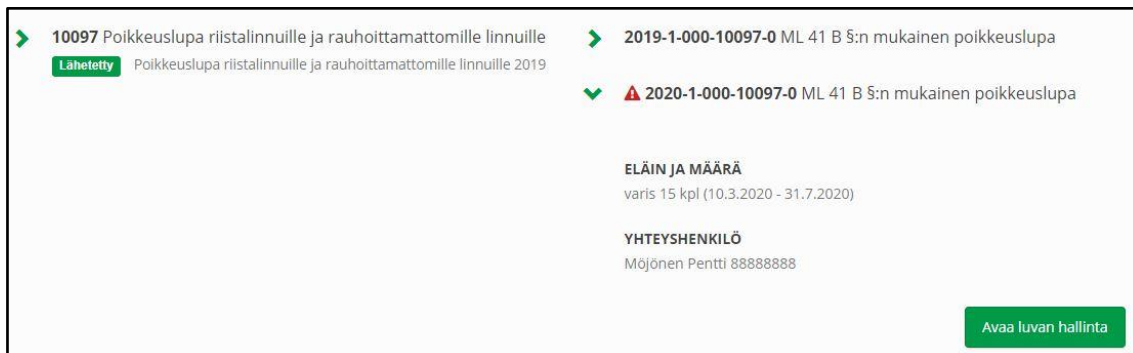 10097 Poikkeuslupa riistalinnuille ja rauhoittamattomille linnuille
Lähetetty Poikkeuslupa riistalinnuille ja rauhoittamattomille linnuille 2019
2019-1-000-10097-0 ML 41 B §:n mukainen poikkeuslupa
2020-1-000-10097-0 ML 41 B §:n mukainen poikkeuslupa
ELÄIN JA MÄÄRÄ
varis 15 kpl (10.3.2020 - 31.7.2020)
YHTEYSHENKILÖ
Möjönen Pentti 88888888
Avaa luvan hallinta